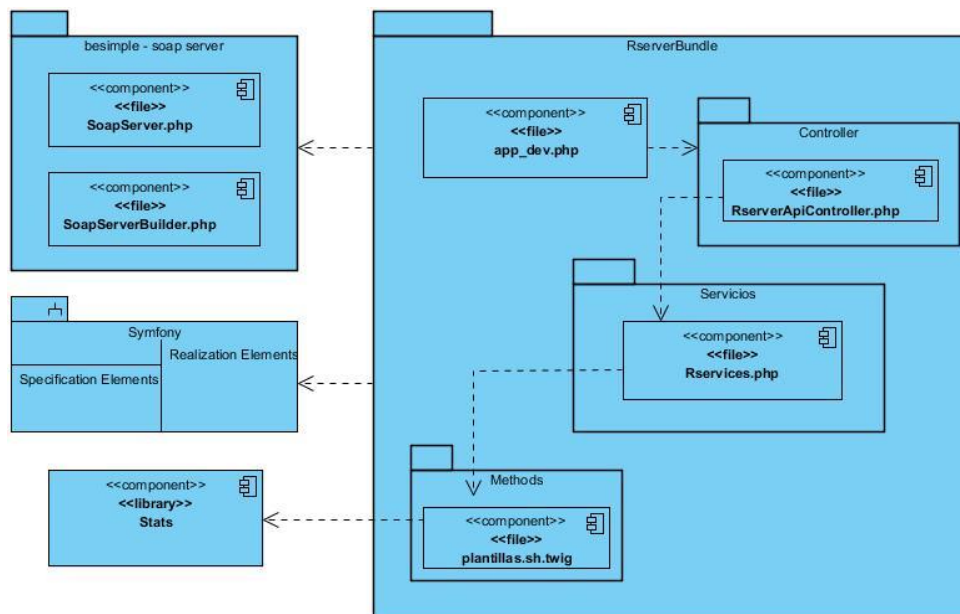 besimple - soap server
<<component>>
<<file>>
SoapServer.php
<<component>>
<<file>>
SoapServerBuilder.php
Symfony
Specification Elements
Realization Elements
<<component>>
<<library>>
Stats
RserverBundle
<<component>>
<<file>>
app_dev.php
Controller
<<component>>
<<file>>
RserverApiController.php
Servicios
<<component>>
<<file>>
Rservices.php
Methods
<<component>>
<<file>>
plantillas.sh.twig